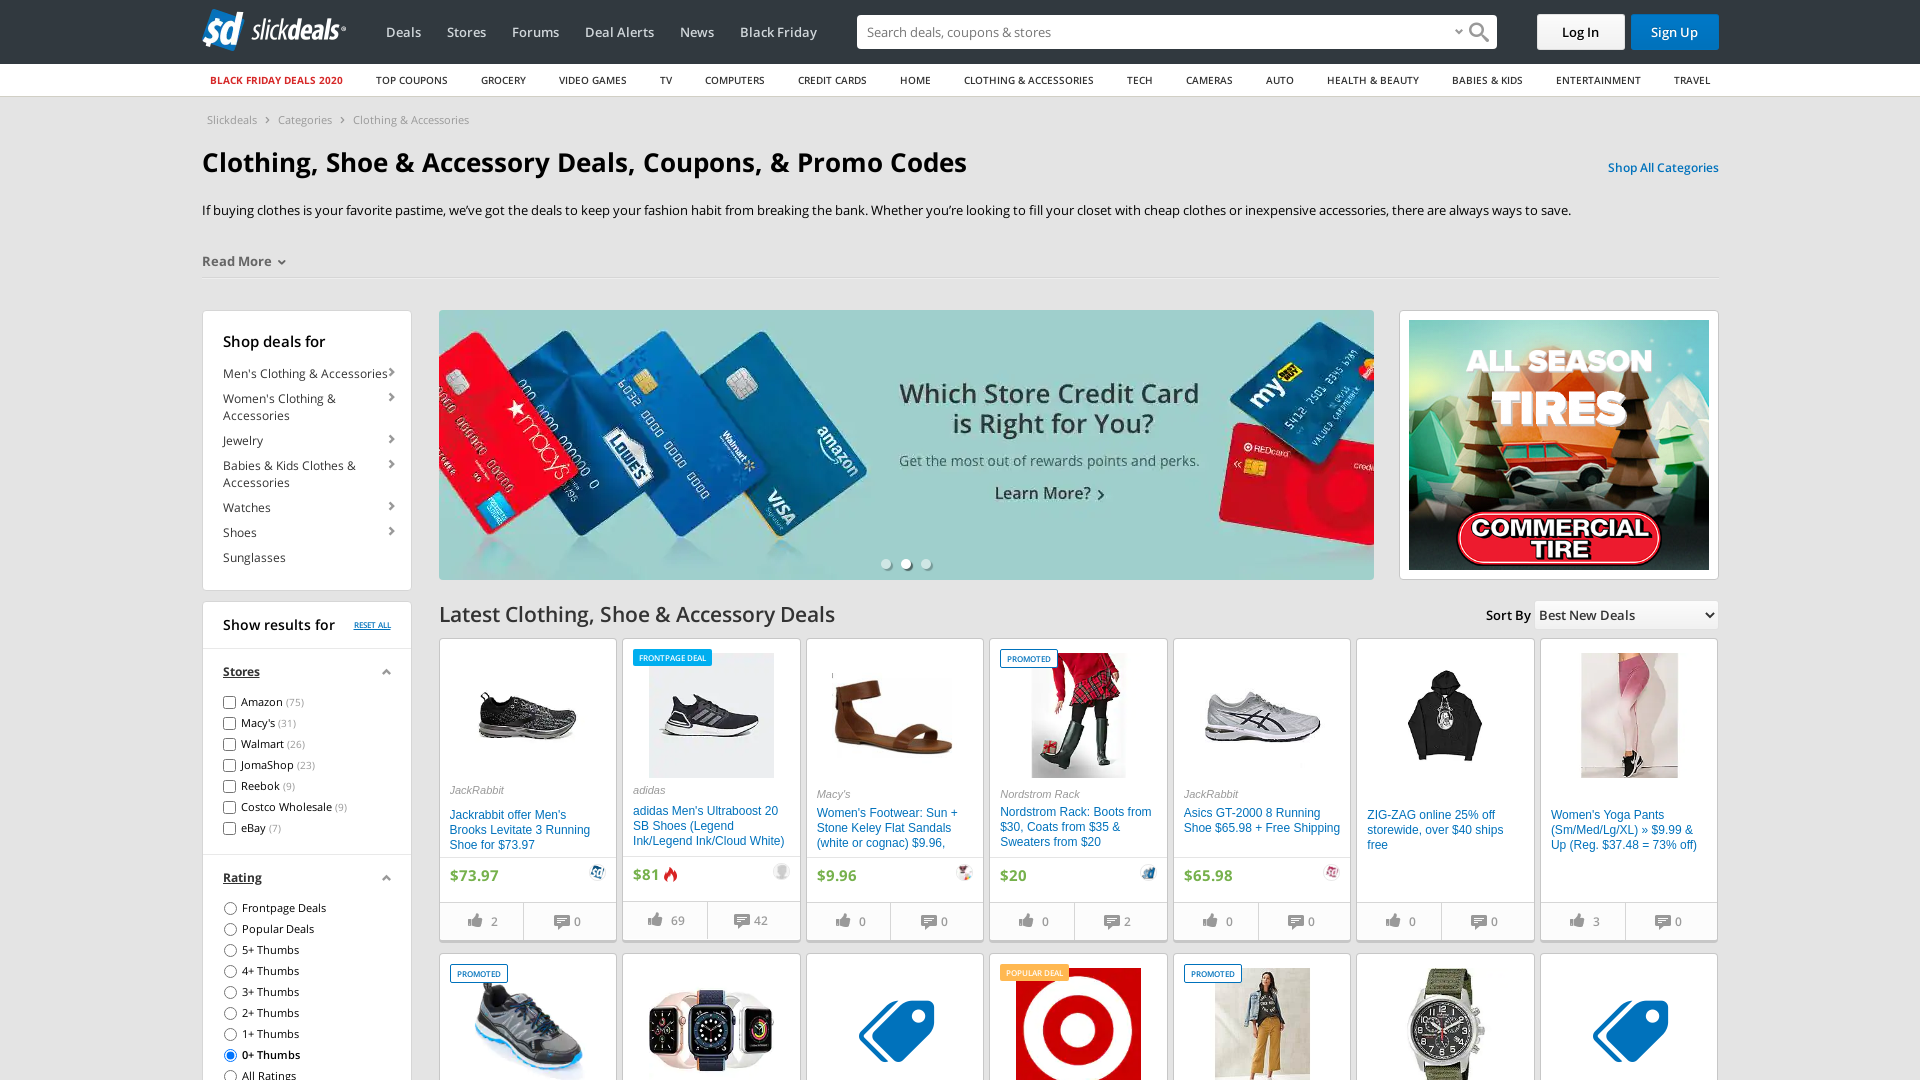 slickdeals
Deals
Stores
Forums
Deal Alerts
News
Black Friday
Search deals, coupons & stores
Log In
Sign Up
BLACK FRIDAY DEALS 2020
TOP COUPONS
GROCERY
VIDEO GAMES
TV
COMPUTERS
CREDIT CARDS
HOME
CLOTHING & ACCESSORIES
TECH
CAMERAS
AUTO
HEALTH & BEAUTY
BABIES & KIDS
ENTERTAINMENT
TRAVEL
Slickdeals
Categories
Clothing & Accessories
Clothing, Shoe & Accessory Deals, Coupons, & Promo Codes
Shop All Categories
If buying clothes is your favorite pastime, we’ve got the deals to keep your fashion habit from breaking the bank. Whether you’re looking to fill your closet with cheap clothes or inexpensive accessories, there are always ways to save.
Read More
Shop deals for
Men's Clothing & Accessories
Women's Clothing &
Accessories
Jewelry
Babies & Kids Clothes &
Accessories
Watches
Shoes
Sunglasses
macy's
LOWE'S
Walmart
amazon
VISA
Which Store Credit Card
is Right for You?
Get the most out of rewards points and perks.
Learn More?
my BEST BUY
REDcard
ALL SEASON
TIRES
COMMERCIAL
TIRE
Show results for
RESET ALL
Stores
Amazon (75)
Macy's (31)
Walmart (26)
JomaShop (23)
Reebok (9)
Costco Wholesale (9)
eBay (7)
Rating
Frontpage Deals
Popular Deals
5+ Thumbs
4+ Thumbs
3+ Thumbs
2+ Thumbs
1+ Thumbs
0+ Thumbs
All Ratings
Latest Clothing, Shoe & Accessory Deals
Sort By
Best New Deals
JackRabbit
Jackrabbit offer Men's
Brooks Levitate 3 Running
Shoe for $73.97
$73.97
2
0
FRONTPAGE DEAL
adidas
adidas Men's Ultraboost 20
SB Shoes (Legend
Ink/Legend Ink/Cloud White)
$81
69
42
Macy's
Women's Footwear: Sun +
Stone Keley Flat Sandals
(white or cognac) $9.96,
$9.96
0
0
PROMOTED
Nordstrom Rack
Nordstrom Rack: Boots from
$30, Coats from $35 &
Sweaters from $20
$20
0
2
JackRabbit
Asics GT-2000 8 Running
Shoe $65.98 + Free Shipping
$65.98
0
0
ZIG-ZAG online 25% off
storewide, over $40 ships
free
0
0
Women's Yoga Pants
(Sm/Med/Lg/XL) » $9.99 &
Up (Reg. $37.48 = 73% off)
3
0
PROMOTED
POPULAR DEAL
PROMOTED